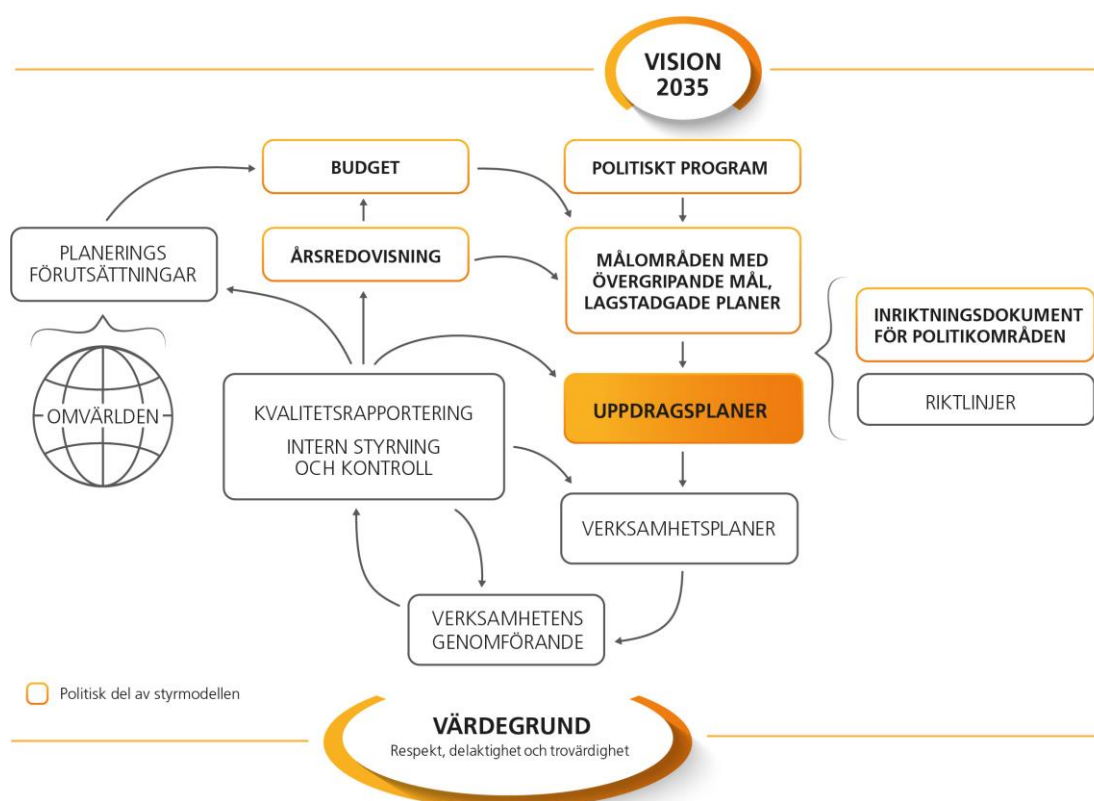 VISION
2035
BUDGET
POLITISKT PROGRAM
PLANERINGS
FÖRUTSÄTTNINGAR
ÅRSREDOVISNING
MÅLOMRÅDEN MED
ÖVERGRIPANDE MÅL,
LAGSTADGADE PLANER
INRIKTNINGSDOKUMENT
FÖR POLITIKOMRÅDEN
OMVÄRLDEN
KVALITETSRAPPORTERING
INTERN STYRNING
OCH KONTROLL
UPPDRAGSPLANER
RIKTLINJER
VERKSAMHETSPLANER
VERKSAMHETENS
GENOMFÖRANDE
Politisk del av styrmodellen
VÄRDEGRUND
Respekt, delaktighet och trovärdighet